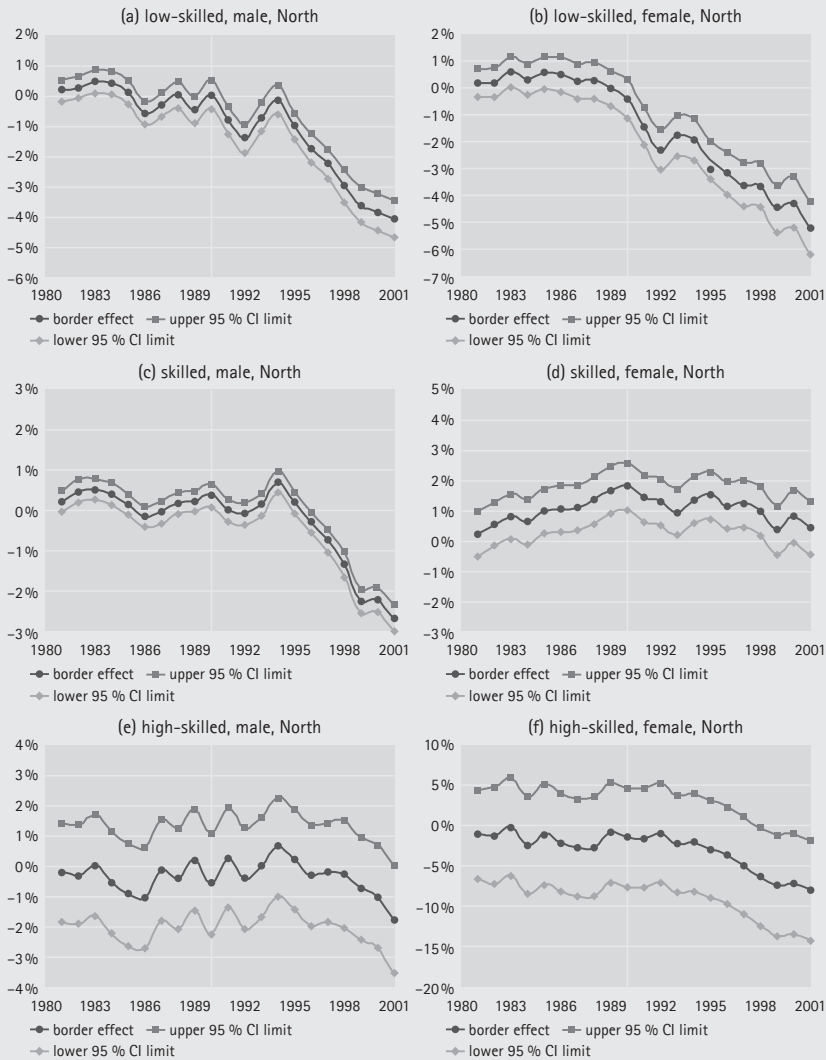 (a) low-skilled, male, North
2 %
1 %
0 %
−1 %
−2 %
−3 %
−4 %
−5 %
−6 %
1980 1983 1986 1989 1992 1995 1998 2001
border effect upper 95 % CI limit
lower 95 % CI limit
(b) low-skilled, female, North
2 %
1 %
0 %
−1 %
−2 %
−3 %
−4 %
−5 %
−6 %
−7 %
1980 1983 1986 1989 1992 1995 1998 2001
border effect upper 95 % CI limit
lower 95 % CI limit
(c) skilled, male, North
3 %
2 %
1 %
0 %
−1 %
−2 %
−3 %
1980 1983 1986 1989 1992 1995 1998 2001
border effect upper 95 % CI limit
lower 95 % CI limit
(d) skilled, female, North
5 %
4 %
3 %
2 %
1 %
0 %
−1 %
−2 %
−3 %
1980 1983 1986 1989 1992 1995 1998 2001
border effect upper 95 % CI limit
lower 95 % CI limit
(e) high-skilled, male, North
4 %
3 %
2 %
1 %
0 %
−1 %
−2 %
−3 %
−4 %
1980 1983 1986 1989 1992 1995 1998 2001
border effect upper 95 % CI limit
lower 95 % CI limit
(f) high-skilled, female, North
10 %
5 %
0 %
−5 %
−10 %
−15 %
−20 %
1980 1983 1986 1989 1992 1995 1998 2001
border effect upper 95 % CI limit
lower 95 % CI limit